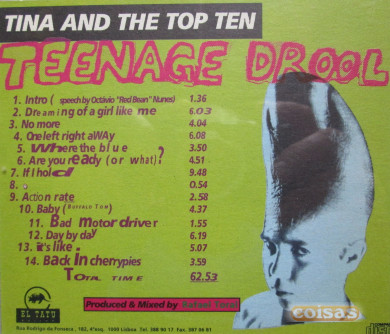 TINA AND THE TOP TEN
TEENAGE DROOL
1. Intro ( speech by Octávio "Red Bean" Nunes) 1.36
2. Dreaming of a girl like me 6.03
3. No more 4.04
4. One left right aWAy 6.08
5. Where the blue 3.50
6. Are you ready (or what)? 4.51
7. If I hold 9.48
8. . 0.54
9. Action rate 2.58
10. Baby (BUFFALO TOM) 4.37
11. Bad motor driver 1.55
12. Day by day 6.19
13. it's like . 5.07
14. Back In cherrypies 3.59
TOTAL TIME 62.53
Produced & Mixed by
EL TATU
coisas
disc